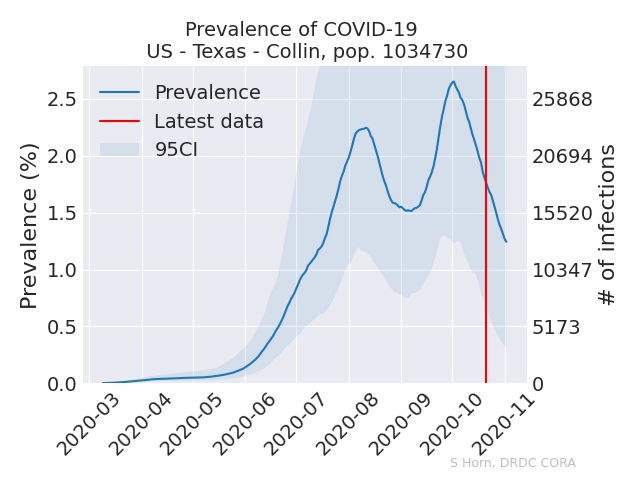 Prevalence of COVID-19
US - Texas - Collin, pop. 1034730
Prevalence
Latest data
95CI
Prevalence (%)
2.5
2.0
1.5
1.0
0.5
0.0
25868
20694
15520
10347
5173
0
# of infections
2020-03
2020-04
2020-05
2020-06
2020-07
2020-08
2020-09
2020-10
2020-11
S Horn, DRDC CORA